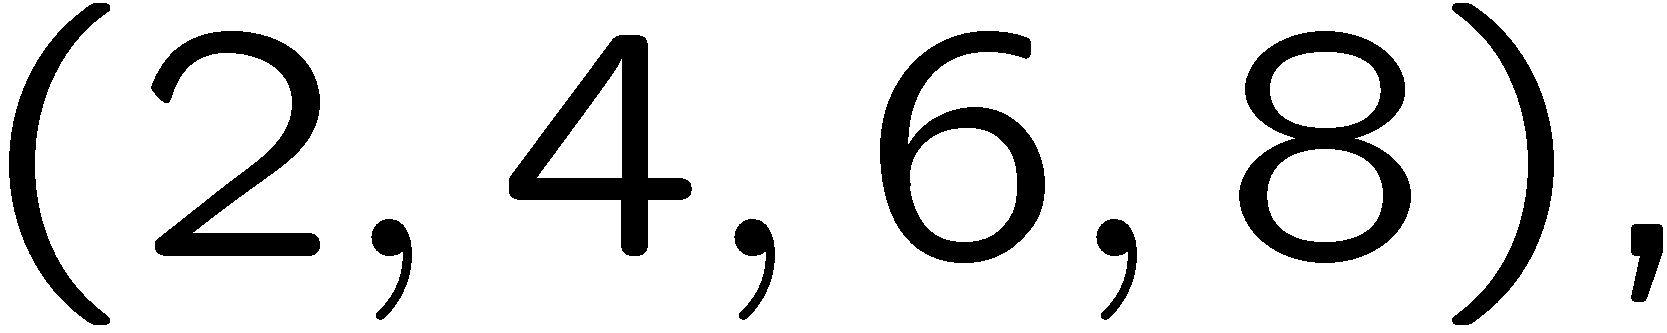 (2, 4, 6, 8),